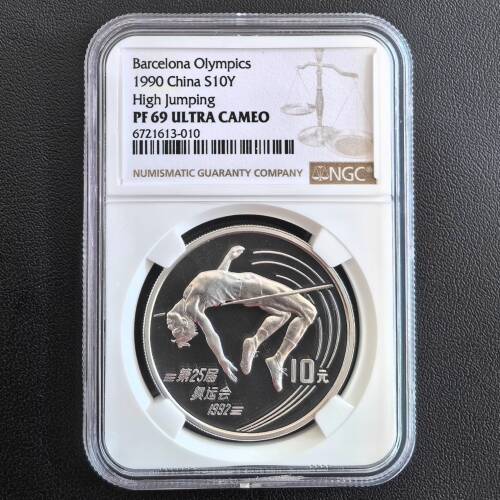 Barcelona Olympics
1990 China S10Y
High Jumping
PF 69 ULTRA CAMEO
6721613-010
NUMISMATIC GUARANTY COMPANY
NGC
10元
第25届
奥运会
1992